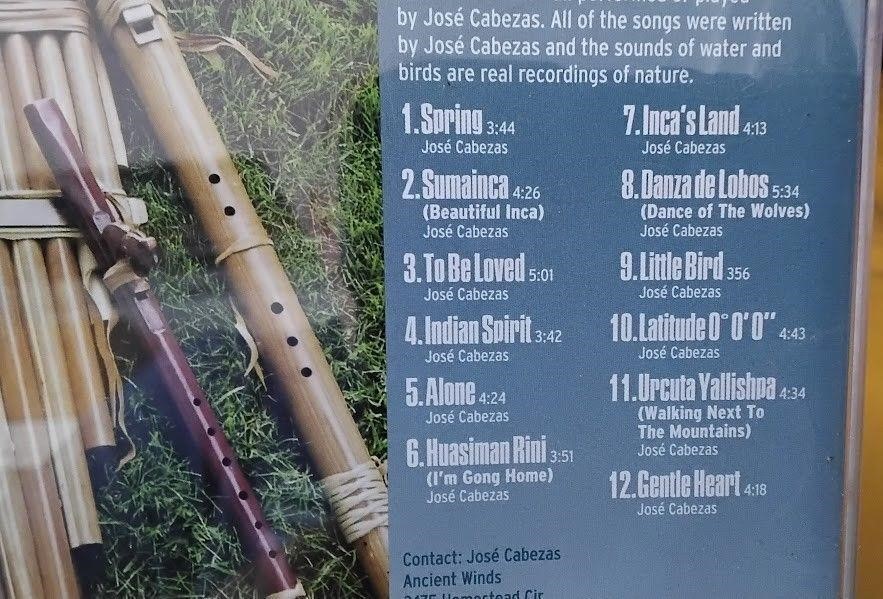 by José Cabezas. All of the songs were written
by José Cabezas and the sounds of water and
birds are real recordings of nature.
1. Spring 3:44
José Cabezas
2. Sumainca 4:26
(Beautiful Inca)
José Cabezas
3. To Be Loved 5:01
José Cabezas
4. Indian Spirit 3:42
José Cabezas
5. Alone 4:24
José Cabezas
6. Huasiman Rini 3:51
(I'm Gong Home)
José Cabezas
7. Inca's Land 4:13
José Cabezas
8. Danza de Lobos 5:34
(Dance of The Wolves)
José Cabezas
9. Little Bird 356
José Cabezas
10. Latitude 0° 0' 0'' 4:43
José Cabezas
11. Urcuta Yallishpa 4:34
(Walking Next To
The Mountains)
José Cabezas
12. Gentle Heart 4:18
José Cabezas
Contact: José Cabezas
Ancient Winds